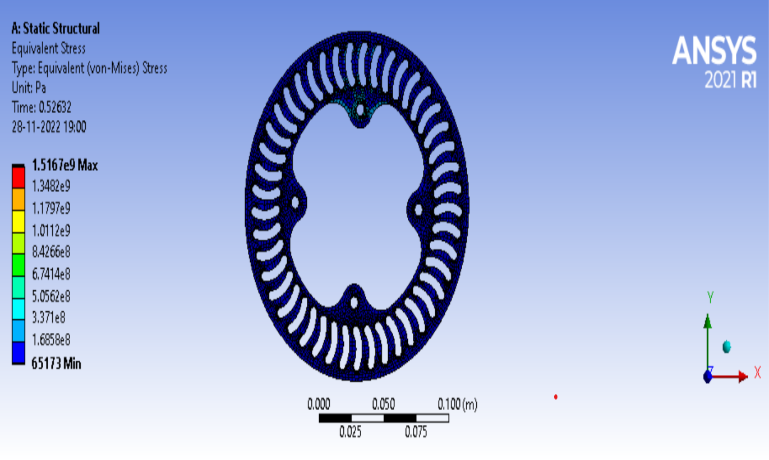 A: Static Structural
Equivalent Stress
Type: Equivalent (von-Mises) Stress
Unit: Pa
Time: 0.52632
28-11-2022 19:00
1.5167e9 Max
1.3482e9
1.1797e9
1.0112e9
8.4266e8
6.7414e8
5.0562e8
3.371e8
1.6858e8
65173 Min
ANSYS
2021 R1
0.000 0.050 0.100 (m)
0.025 0.075
Y
Z
X